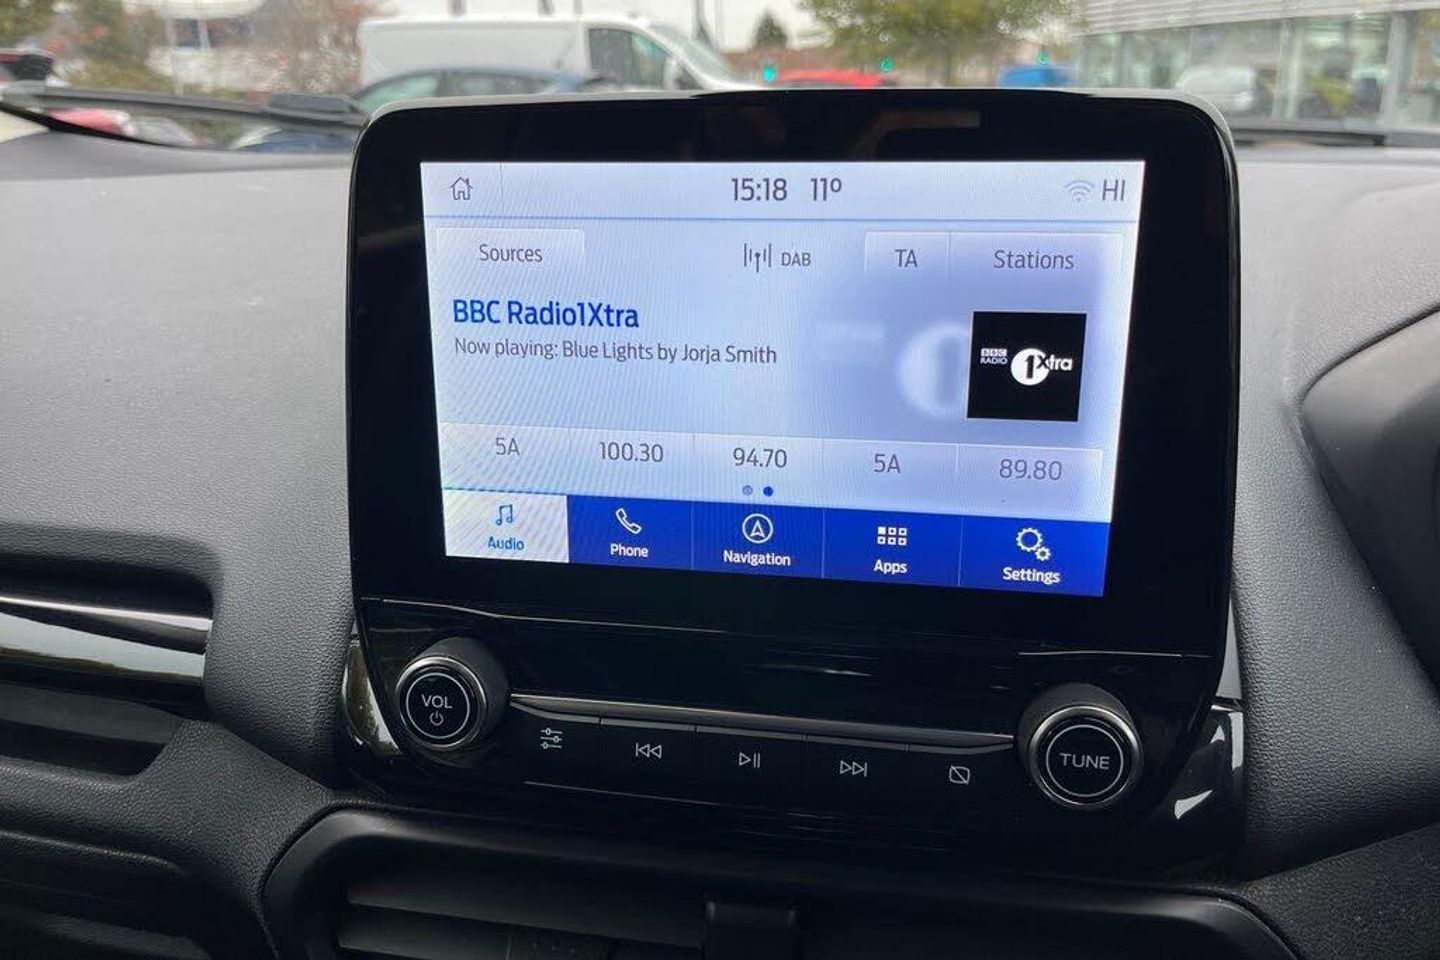 15:18 11º HI
Sources DAB TA Stations
BBC Radio1Xtra
Now playing: Blue Lights by Jorja Smith
BBC
RADIO 1Xtra
5A 100.30 94.70 5A 89.80
Audio Phone Navigation Apps Settings
VOL TUNE